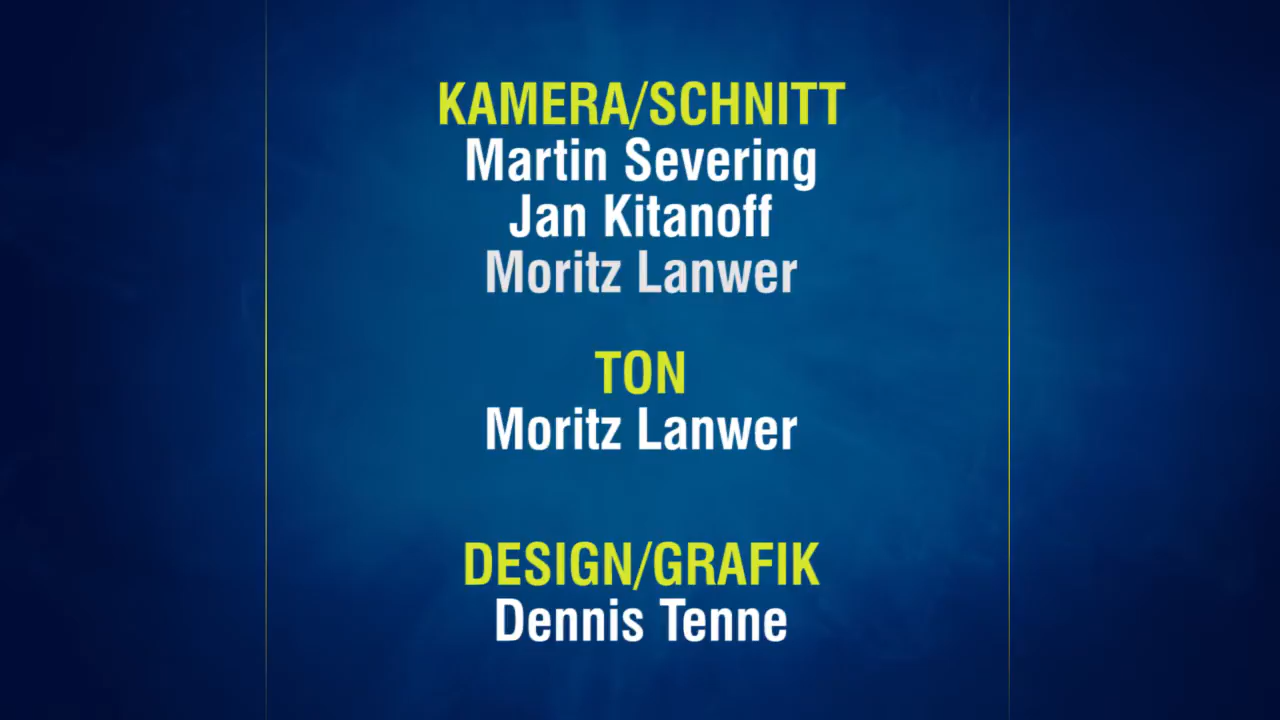 KAMERA/SCHNITT
Martin Severing
Jan Kitanoff
Moritz Lanwer
TON
Moritz Lanwer
DESIGN/GRAFIK
Dennis Tenne